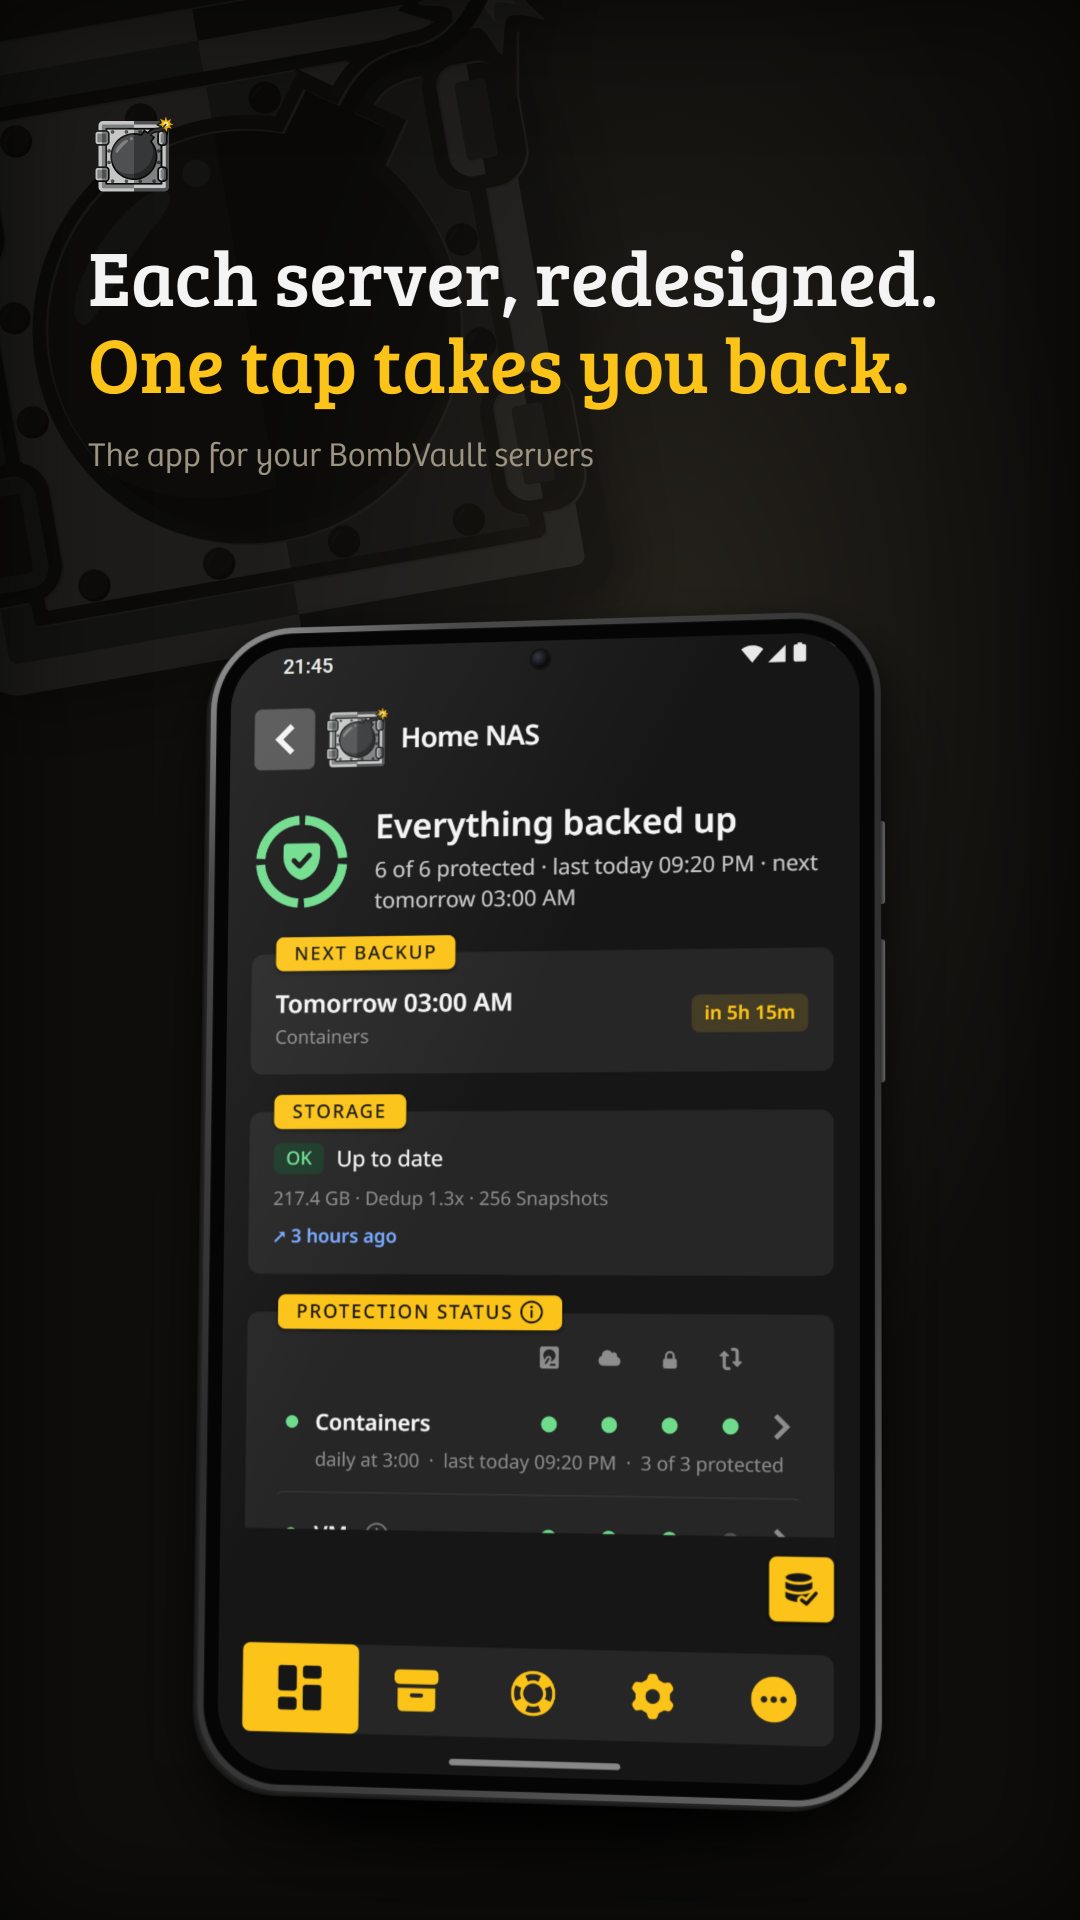 Each server, redesigned.
One tap takes you back.
The app for your BombVault servers
21:45
Home NAS
Everything backed up
6 of 6 protected · last today 09:20 PM · next
tomorrow 03:00 AM
NEXT BACKUP
Tomorrow 03:00 AM
in 5h 15m
Containers
STORAGE
OK Up to date
217.4 GB · Dedup 1.3x · 256 Snapshots
↗ 3 hours ago
PROTECTION STATUS
Containers
daily at 3:00 · last today 09:20 PM · 3 of 3 protected